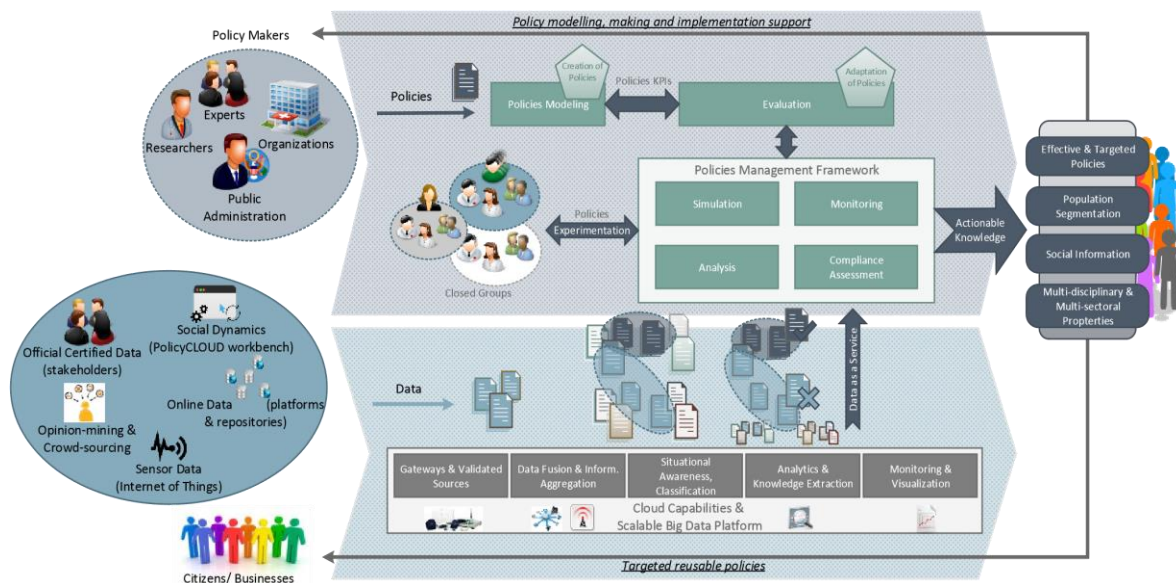 Policy modelling, making and implementation support
Policy Makers
Experts
Researchers
Organizations
Public
Administration
Policies
Creation of
Policies
Policies Modeling
Policies KPIs
Adaptation
of Policies
Evaluation
Policies Management Framework
Simulation
Monitoring
Analysis
Compliance
Assessment
Policies
Experimentation
Closed Groups
Actionable
Knowledge
Effective & Targeted
Policies
Population
Segmentation
Social Information
Multi-disciplinary &
Multi-sectoral
Propterties
Social Dynamics
(PolicyCLOUD workbench)
Official Certified Data
(stakeholders)
Online Data (platforms
& repositories)
Opinion-mining &
Crowd-sourcing
Sensor Data
(Internet of Things)
Data
Data as a Service
Gateways & Validated
Sources
Data Fusion & Inform.
Aggregation
Situational
Awareness,
Classification
Analytics &
Knowledge Extraction
Monitoring &
Visualization
Cloud Capabilities &
Scalable Big Data Platform
Citizens/ Businesses
Targeted reusable policies